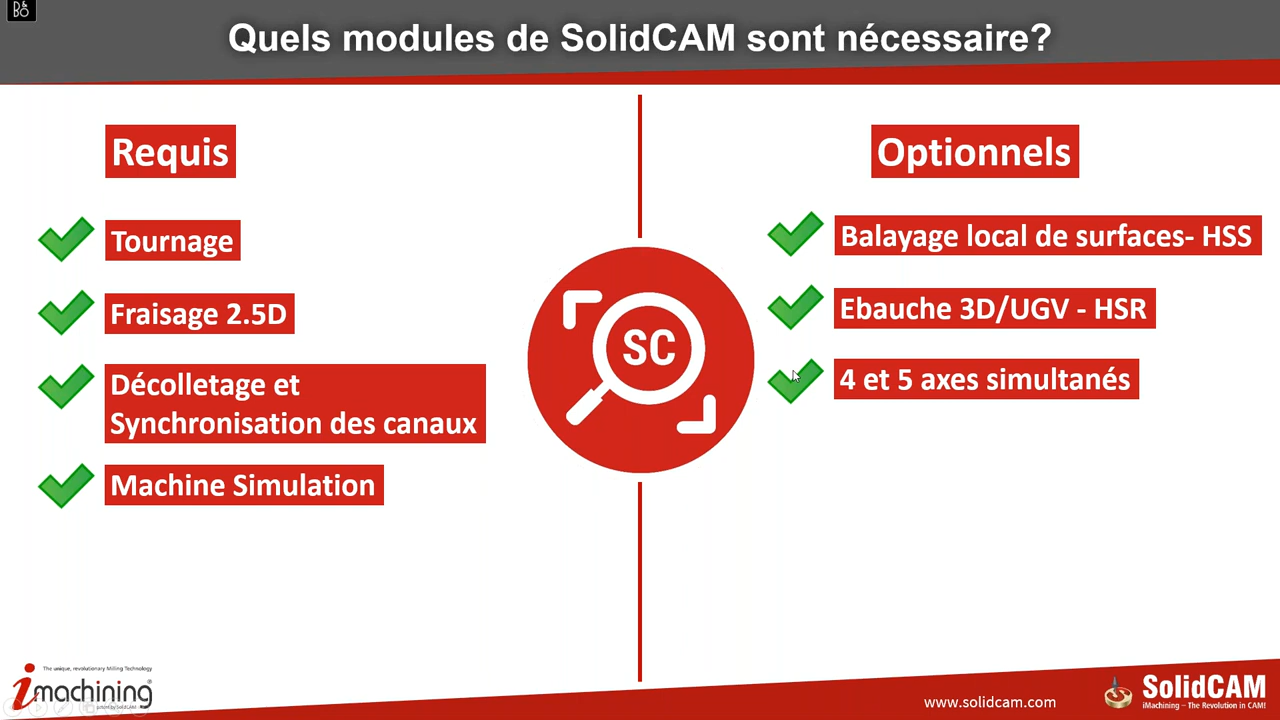 B&O
Quels modules de SolidCAM sont nécessaire?
Requis
Tournage
Fraisage 2.5D
Décolletage et
Synchronisation des canaux
Machine Simulation
SC
Optionnels
Balayage local de surfaces- HSS
Ebauche 3D/UGV - HSR
4 et 5 axes simultanés
The unique, revolutionary Milling Technology
imachining®
www.solidcam.com
SolidCAM
iMachining – The Revolution in CAM!